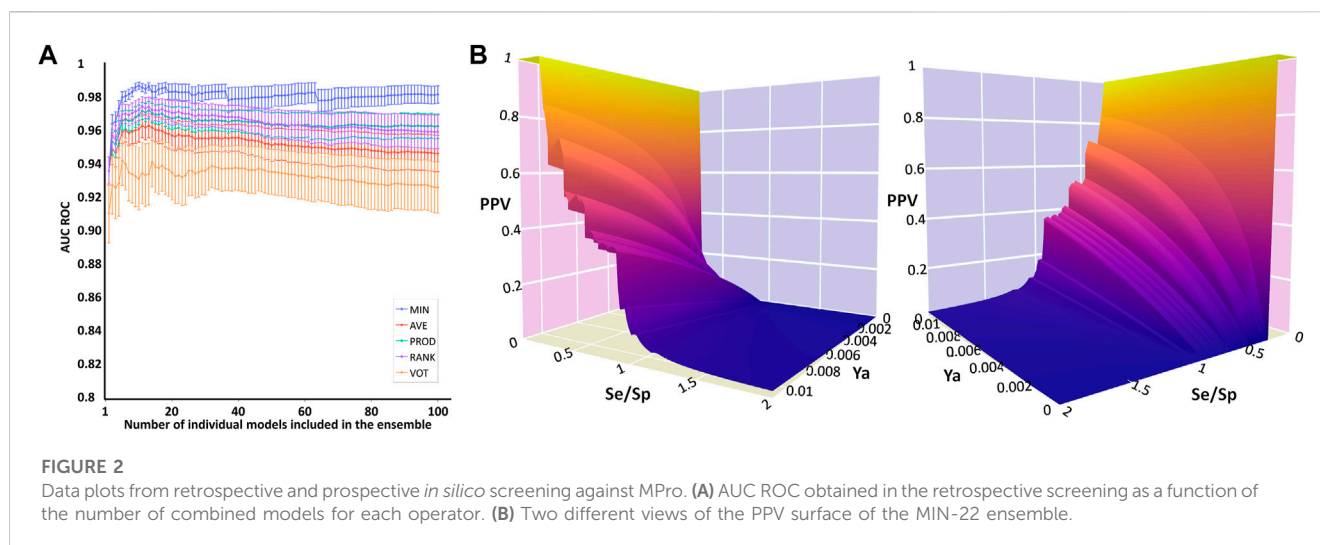 A
1
0.98
0.96
0.94
0.92
0.90
0.88
0.86
0.84
0.82
0.8
AUC ROC
1
20
40
60
80
100
Number of individual models included in the ensemble
MIN
AVE
PROD
RANK
VOT
B
1
0.8
0.6
PPV
0.4
0.2
0
0.5
1
1.5
2
Se/Sp
0
0.002
0.004
0.006
0.008
0.01
Ya
1
0.8
0.6
PPV
0.4
0.2
0
0.01
0.008
0.006
0.004
0.002
0
Ya
2
1.5
1
0.5
0
Se/Sp
FIGURE 2
Data plots from retrospective and prospective in silico screening against MPro. (A) AUC ROC obtained in the retrospective screening as a function of
the number of combined models for each operator. (B) Two different views of the PPV surface of the MIN-22 ensemble.